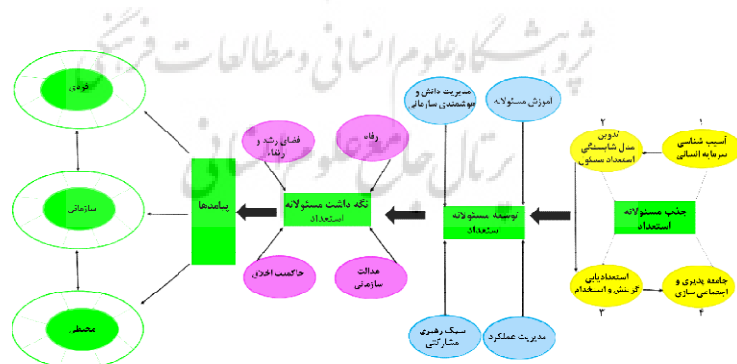 پژوهشگاه علوم انسانی و مطالعات فرهنگی
پرتال جامع علوم انسانی
۱
آسیب شناسی
سرمایه انسانی
۲
تدوین
مدل شایستگی
استعداد مسئول
جذب مسئولانه
استعداد
۳
استعدادیابی
گزینش و استخدام
۴
جامعه پذیری و
اجتماعی سازی
آموزش مسئولانه
مدیریت دانش و
هوشمندی سازمانی
توسعه مسئولانه
استعداد
مدیریت عملکرد
سبک رهبری
مشارکتی
رفاه
فضای رشد و
ارتقاء
نگه داشت مسئولانه
استعداد
عدالت
سازمانی
حاکمیت اخلاق
پیامدها
فردی
سازمانی
محیطی